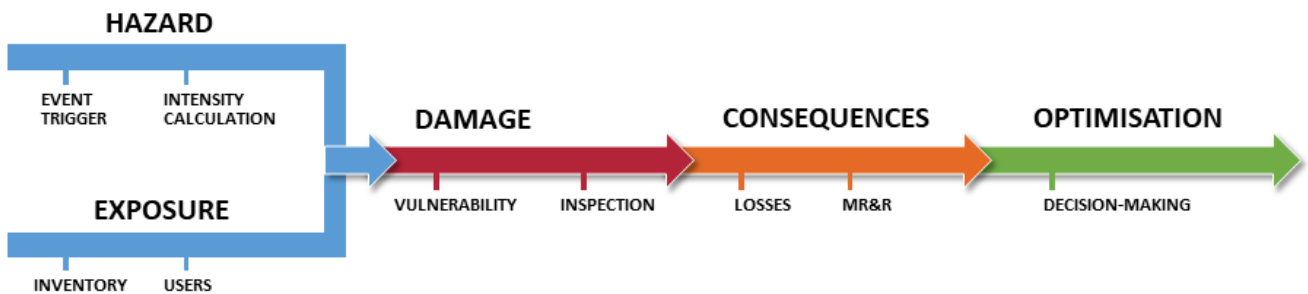 HAZARD
EVENT
TRIGGER
INTENSITY
CALCULATION
EXPOSURE
INVENTORY
USERS
DAMAGE
VULNERABILITY
INSPECTION
CONSEQUENCES
LOSSES
MR&R
OPTIMISATION
DECISION-MAKING